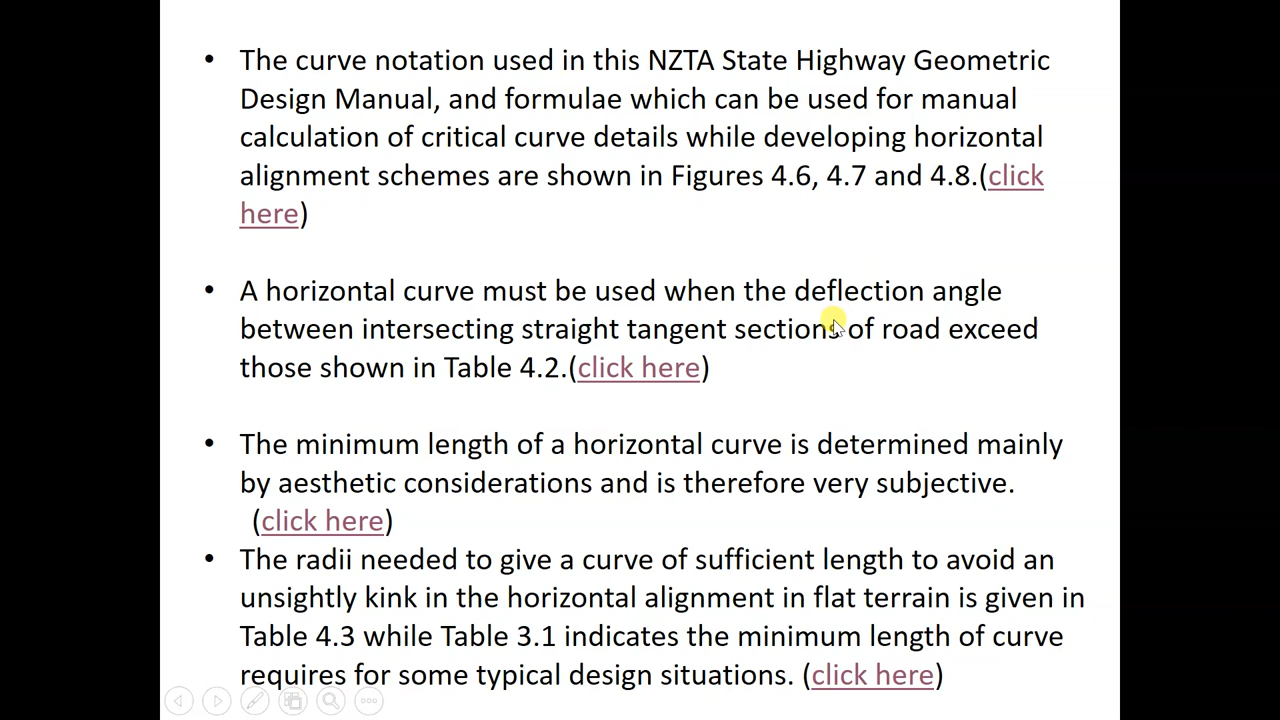 • The curve notation used in this NZTA State Highway Geometric
Design Manual, and formulae which can be used for manual
calculation of critical curve details while developing horizontal
alignment schemes are shown in Figures 4.6, 4.7 and 4.8.(click
here)
• A horizontal curve must be used when the deflection angle
between intersecting straight tangent sections of road exceed
those shown in Table 4.2.(click here)
• The minimum length of a horizontal curve is determined mainly
by aesthetic considerations and is therefore very subjective.
(click here)
• The radii needed to give a curve of sufficient length to avoid an
unsightly kink in the horizontal alignment in flat terrain is given in
Table 4.3 while Table 3.1 indicates the minimum length of curve
requires for some typical design situations. (click here)